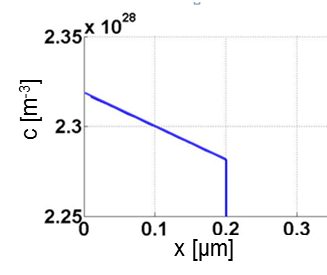 2.35 x 10^28
2.3
2.25
c [m^-3]
0 0.1 0.2 0.3
x [µm]